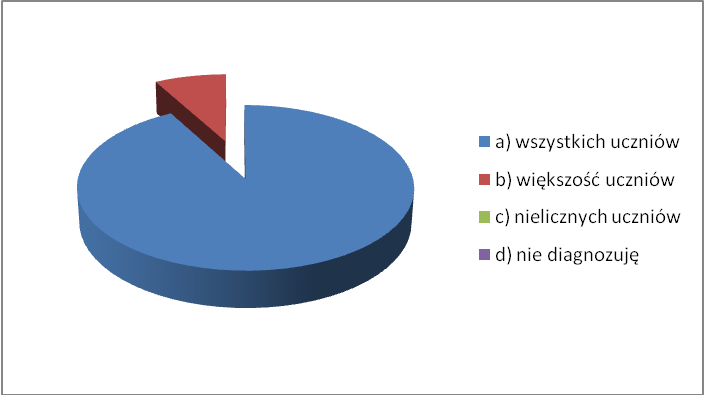 a) wszystkich uczniów
b) większość uczniów
c) nielicznych uczniów
d) nie diagnozuję